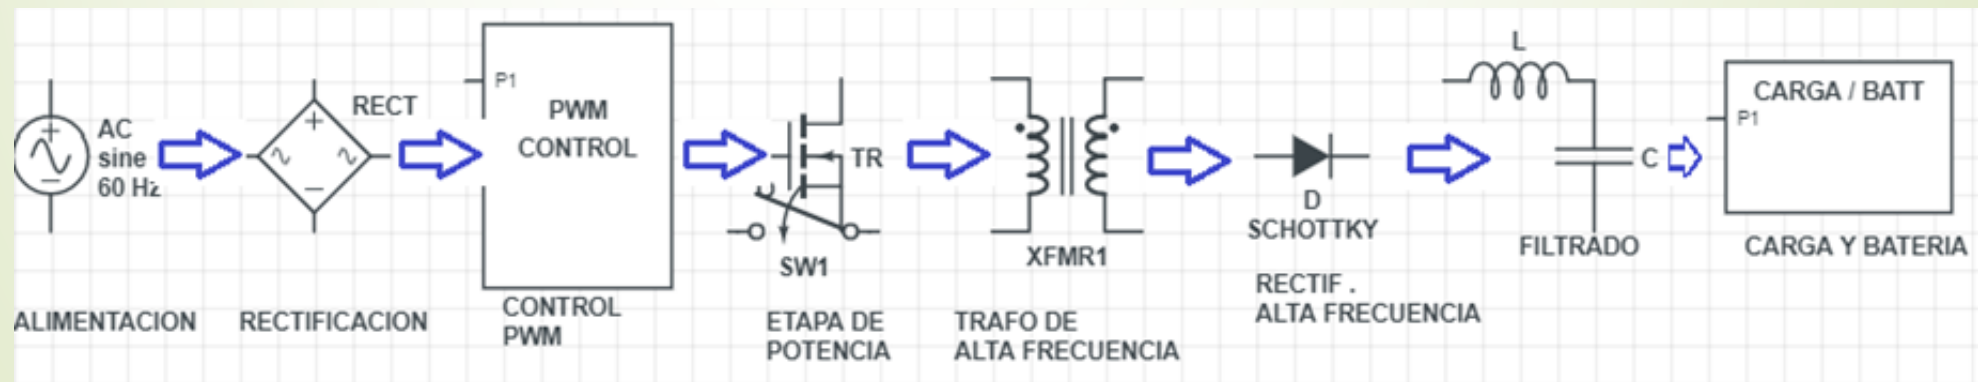 AC
sine
60 Hz
ALIMENTACION
RECT
RECTIFICACION
P1
PWM
CONTROL
CONTROL
PWM
TR
SW1
ETAPA DE
POTENCIA
XFMR1
TRAFO DE
ALTA FRECUENCIA
D
SCHOTTKY
RECTIF .
ALTA FRECUENCIA
L
C
FILTRADO
CARGA / BATT
P1
CARGA Y BATERIA